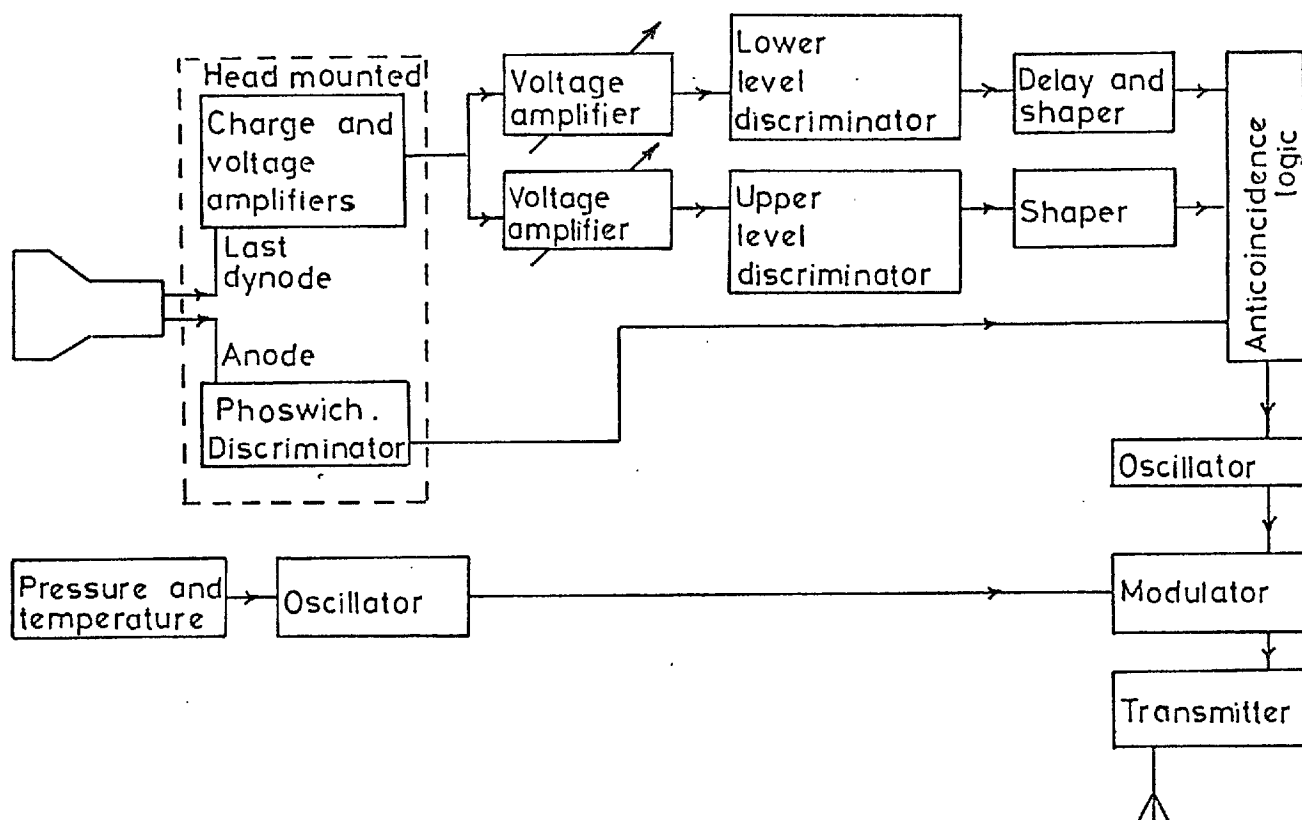 Head mounted
Charge and
voltage
amplifiers
Last
dynode
Anode
Phoswich.
Discriminator
Voltage
amplifier
Voltage
amplifier
Lower
level
discriminator
Upper
level
discriminator
Delay and
shaper
Shaper
Anticoincidence
logic
Oscillator
Pressure and
temperature
Oscillator
Modulator
Transmitter